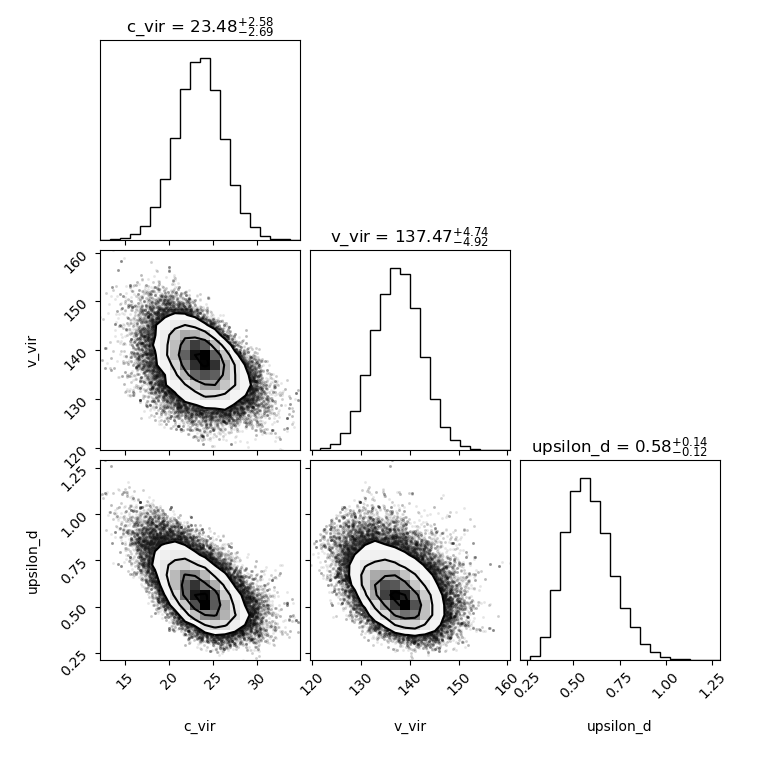 c_vir = 23.48+2.58−2.69
v_vir = 137.47+4.74−4.92
upsilon_d = 0.58+0.14−0.12
v_vir
160
150
140
130
120
upsilon_d
1.25
1.00
0.75
0.50
0.25
15 20 25 30
120 130 140 150 160
0.25 0.50 0.75 1.00 1.25
c_vir v_vir upsilon_d